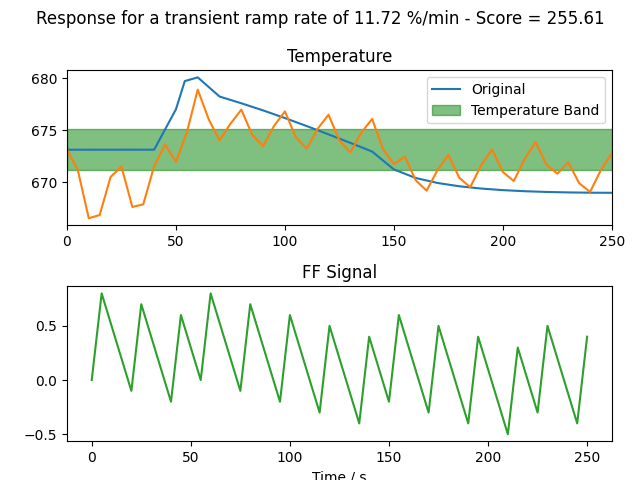 Response for a transient ramp rate of 11.72 %/min - Score = 255.61
Temperature
680
675
670
Original
Temperature Band
0 50 100 150 200 250
FF Signal
0.5
0.0
−0.5
0 50 100 150 200 250
Time / s